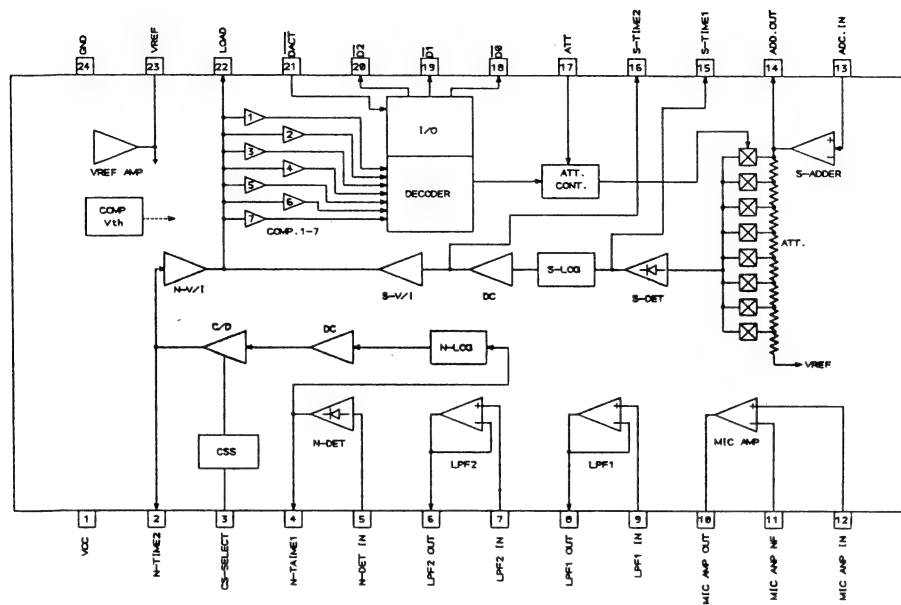 GND
VREF
LOAD
DACT
D2
D1
D0
ATT
S-TIME2
S-TIME1
ADD.OUT
ADC.IN
24
23
22
21
20
19
18
17
16
15
14
13
VREF AMP
COMP
Vth
1
2
3
4
5
6
7
COMP.1-7
I/O
DECODER
ATT.
CONT.
S-ADDER
ATT.
VREF
N-V/I
S-V/I
DC
S-LOG
S-DET
C/D
DC
N-LOG
CSS
N-DET
LPF2
LPF1
MIC AMP
+
-
+
-
+
-
+
-
1
2
3
4
5
6
7
8
9
10
11
12
VCC
N-TIME2
CS-SELECT
N-TAIME1
N-DET IN
LPF2 OUT
LPF2 IN
LPF1 OUT
LPF1 IN
MIC AMP OUT
MIC ANP NF
MIC ANP IN